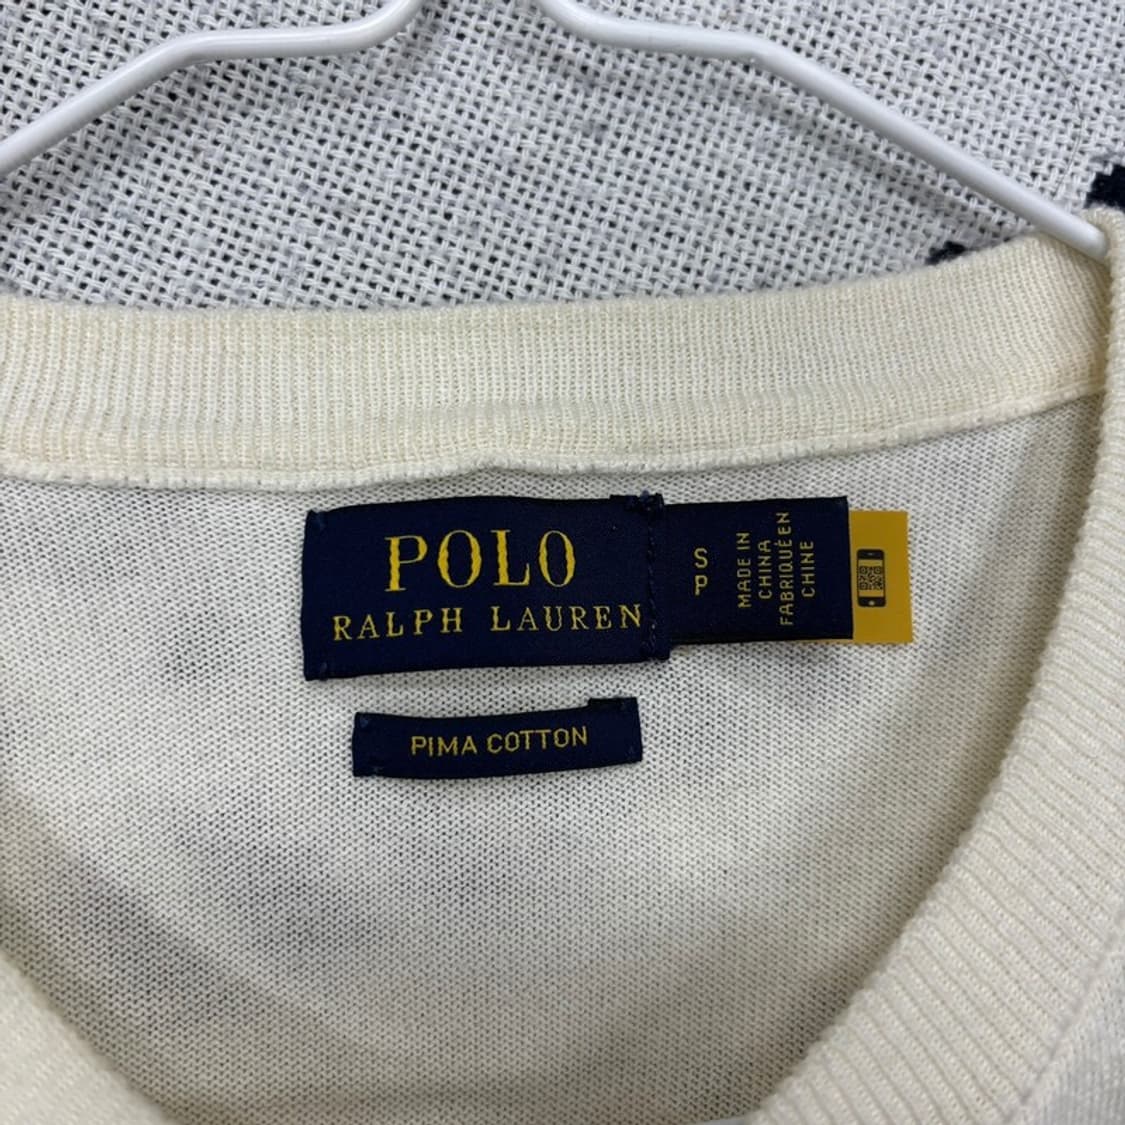 POLO
RALPH LAUREN
S
P
MADE IN
CHINA
FABRIQUÉ EN
CHINE
PIMA COTTON